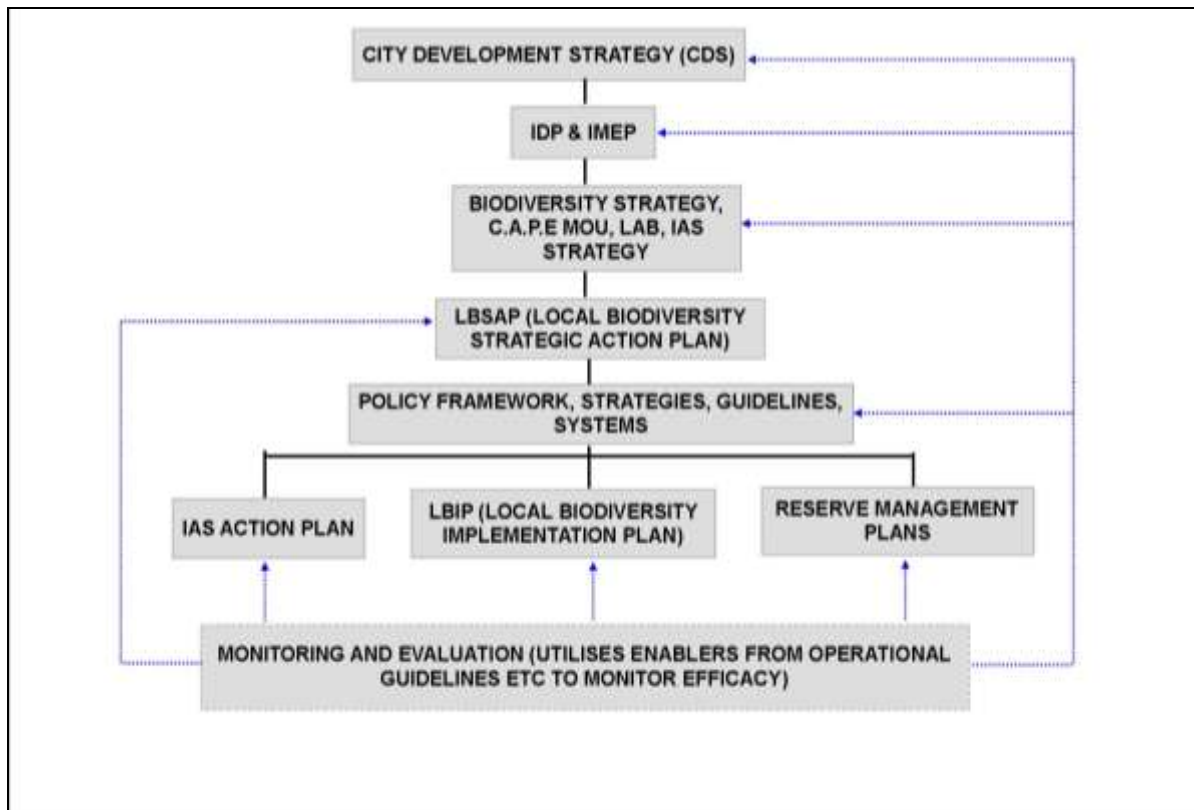 CITY DEVELOPMENT STRATEGY (CDS)
IDP & IMEP
BIODIVERSITY STRATEGY,
C.A.P.E MOU, LAB, IAS
STRATEGY
LBSAP (LOCAL BIODIVERSITY
STRATEGIC ACTION PLAN)
POLICY FRAMEWORK, STRATEGIES, GUIDELINES,
SYSTEMS
IAS ACTION PLAN
LBIP (LOCAL BIODIVERSITY
IMPLEMENTATION PLAN)
RESERVE MANAGEMENT
PLANS
MONITORING AND EVALUATION (UTILISES ENABLERS FROM OPERATIONAL
GUIDELINES ETC TO MONITOR EFFICACY)